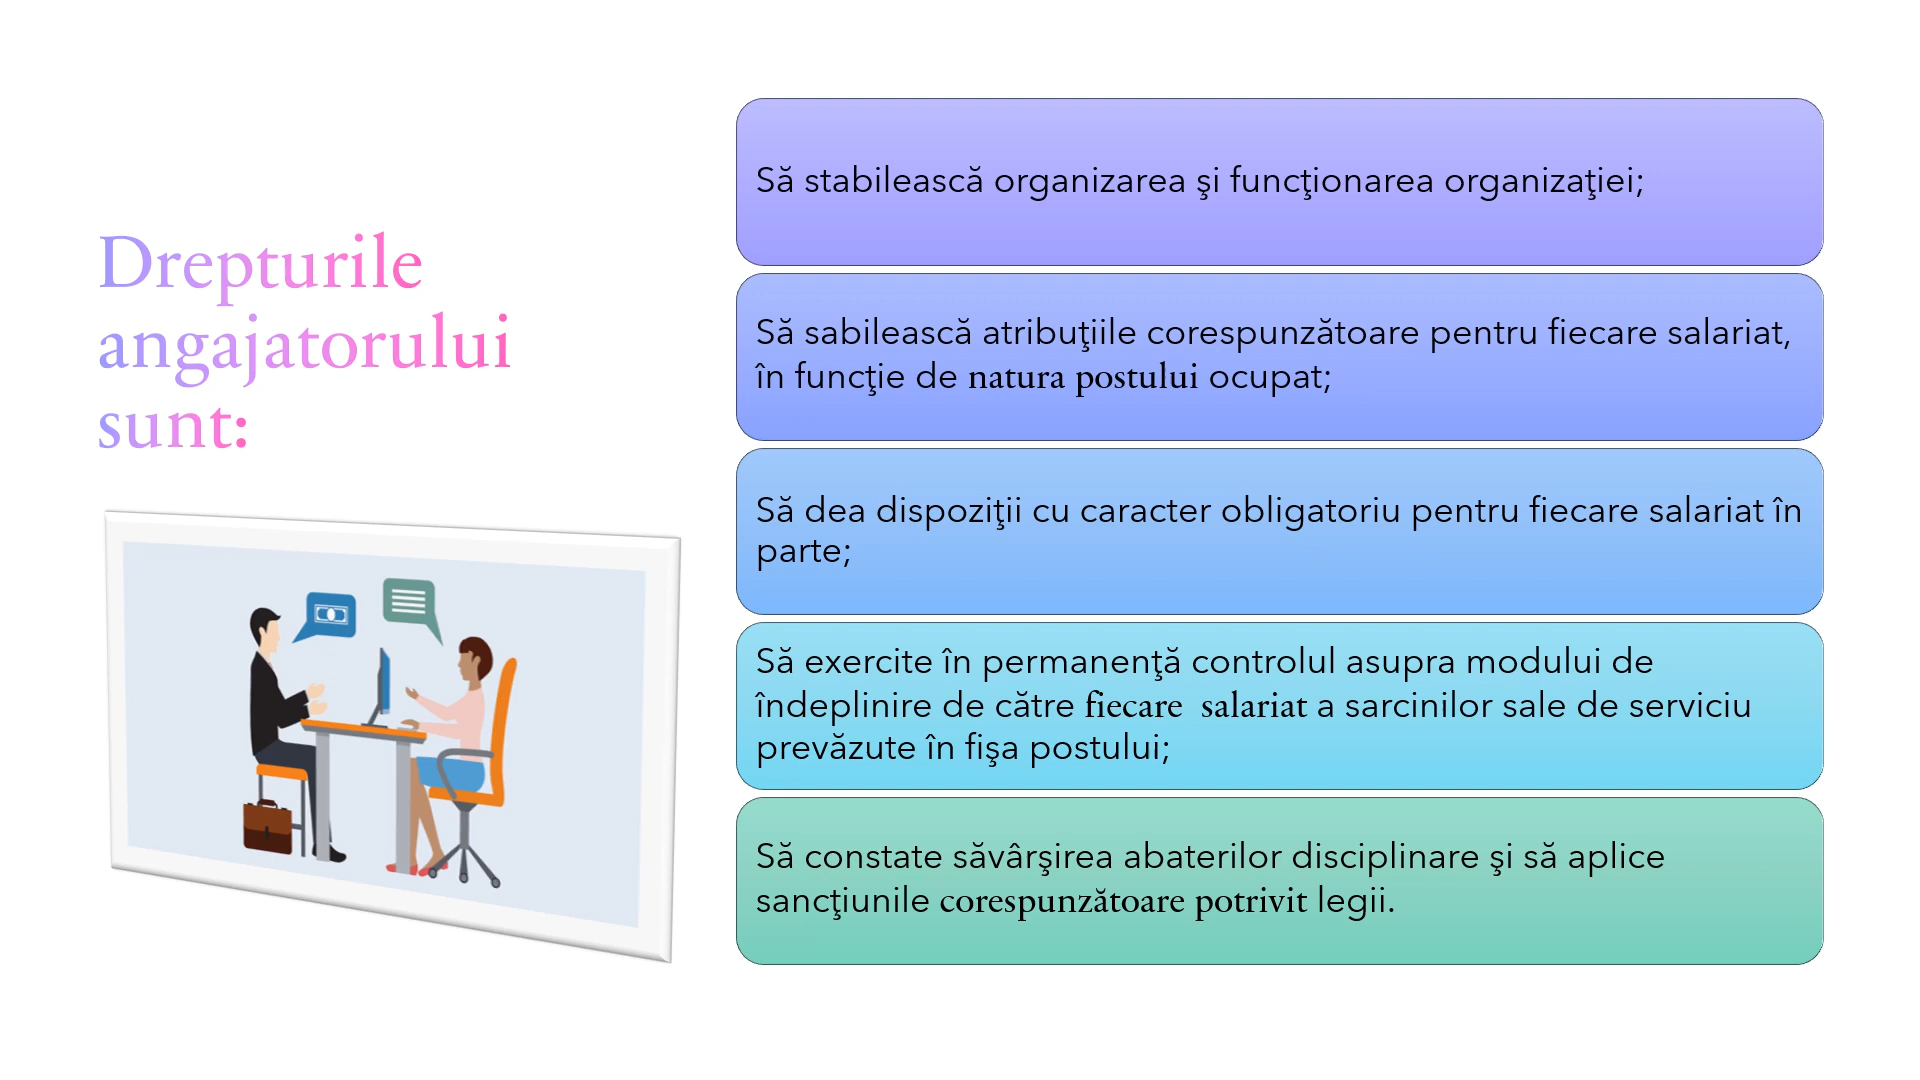 Drepturile
angajatorului
sunt:
Să stabilească organizarea şi funcţionarea organizaţiei;
Să sabilească atribuţiile corespunzătoare pentru fiecare salariat,
în funcţie de natura postului ocupat;
Să dea dispoziţii cu caracter obligatoriu pentru fiecare salariat în
parte;
Să exercite în permanenţă controlul asupra modului de
îndeplinire de către fiecare  salariat a sarcinilor sale de serviciu
prevăzute în fişa postului;
Să constate săvârşirea abaterilor disciplinare şi să aplice
sancţiunile corespunzătoare potrivit legii.